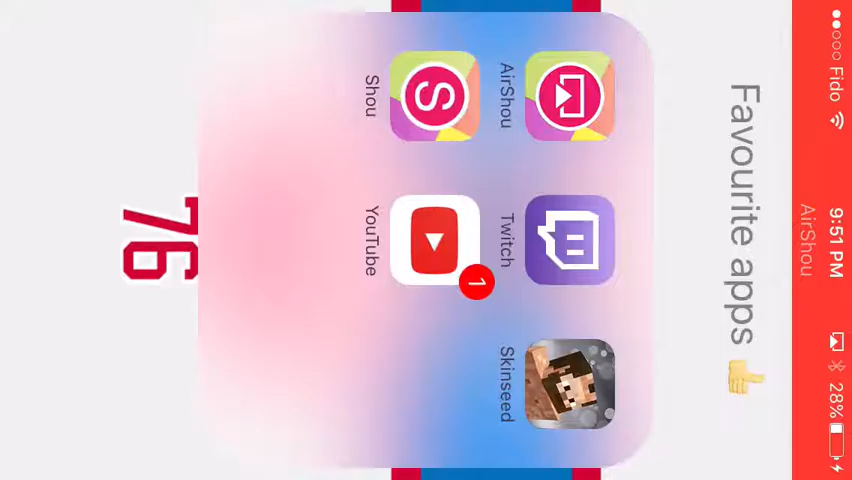 Fido 9:51 PM 28%
AirShou
Favourite apps 👍
AirShou Twitch Skinseed
S
1
Shou YouTube
76